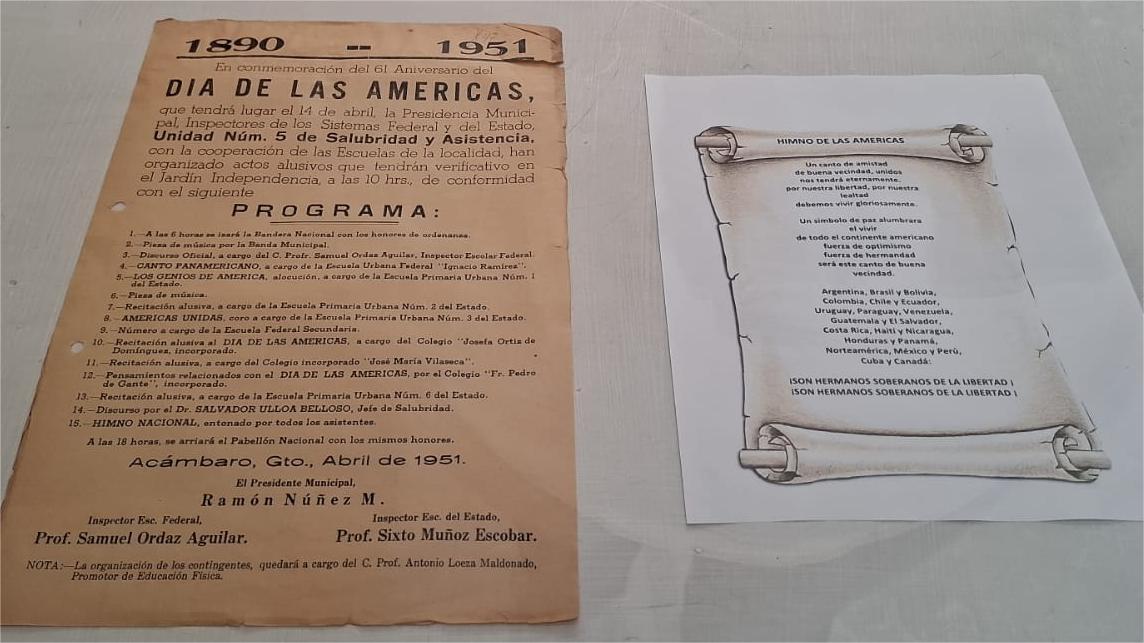 1890 -- 1951
En conmemoración del 61 Aniversario del
DIA DE LAS AMERICAS,
que tendrá lugar el 14 de abril, la Presidencia Munici-
pal, Inspectores de los Sistemas Federal y del Estado,
Unidad Núm. 5 de Salubridad y Asistencia,
con la cooperación de las Escuelas de la localidad, han
organizado actos alusivos que tendrán verificativo en
el Jardín Independencia, a las 10 hrs., de conformidad
con el siguiente
PROGRAMA:
1.—A las 6 horas se izará la Bandera Nacional con los honores de ordenanza.
2.—Pieza de música por la Banda Municipal.
3.—Discurso Oficial, a cargo del C. Profr. Samuel Ordaz Aguilar, Inspector Escolar Federal.
4.—CANTO PANAMERICANO, a cargo de la Escuela Urbana Federal "Ignacio Ramírez".
5.—LOS GENIOS DE AMERICA, alocución, a cargo de la Escuela Primaria Urbana Núm. 1
del Estado.
6.—Pieza de música.
7.—Recitación alusiva, a cargo de la Escuela Primaria Urbana Núm. 2 del Estado.
8.—AMERICAS UNIDAS, coro a cargo de la Escuela Primaria Urbana Núm. 3 del Estado.
9.—Número a cargo de la Escuela Federal Secundaria.
10.—Recitación alusiva al DIA DE LAS AMERICAS, a cargo del Colegio "Josefa Ortiz de
Domínguez, incorporado.
11.—Recitación alusiva, a cargo del Colegio incorporado "José María Vilaseca".
12.—Pensamientos relacionados con el DIA DE LAS AMERICAS, por el Colegio "Fr. Pedro
de Gante", incorporado.
13.—Recitación alusiva, a cargo de la Escuela Primaria Urbana Núm. 6 del Estado.
14.—Discurso por el Dr. SALVADOR ULLOA BELLOSO, Jefe de Salubridad.
15.—HIMNO NACIONAL, entonado por todos los asistentes.
A las 18 horas, se arriará el Pabellón Nacional con los mismos honores.
Acámbaro, Gto., Abril de 1951.
El Presidente Municipal,
Ramón Núñez M.
Inspector Esc. Federal,
Prof. Samuel Ordaz Aguilar.
Inspector Esc. del Estado,
Prof. Sixto Muñoz Escobar.
NOTA:—La organización de los contingentes, quedará a cargo del C. Prof. Antonio Loeza Maldonado,
Promotor de Educación Física.
HIMNO DE LAS AMERICAS
Un canto de amistad
de buena vecindad, unidos
nos tendrá eternamente.
por nuestra libertad, por nuestra
lealtad
debemos vivir gloriosamente.
Un símbolo de paz alumbrara
el vivir
de todo el continente americano
fuerza de optimismo
fuerza de hermandad
será este canto de buena
vecindad.
Argentina, Brasil y Bolivia,
Colombia, Chile y Ecuador,
Uruguay, Paraguay, Venezuela,
Guatemala y El Salvador,
Costa Rica, Haití y Nicaragua,
Honduras y Panamá,
Norteamérica, México y Perú,
Cuba y Canadá:
¡SON HERMANOS SOBERANOS DE LA LIBERTAD ¡
¡SON HERMANOS SOBERANOS DE LA LIBERTAD ¡